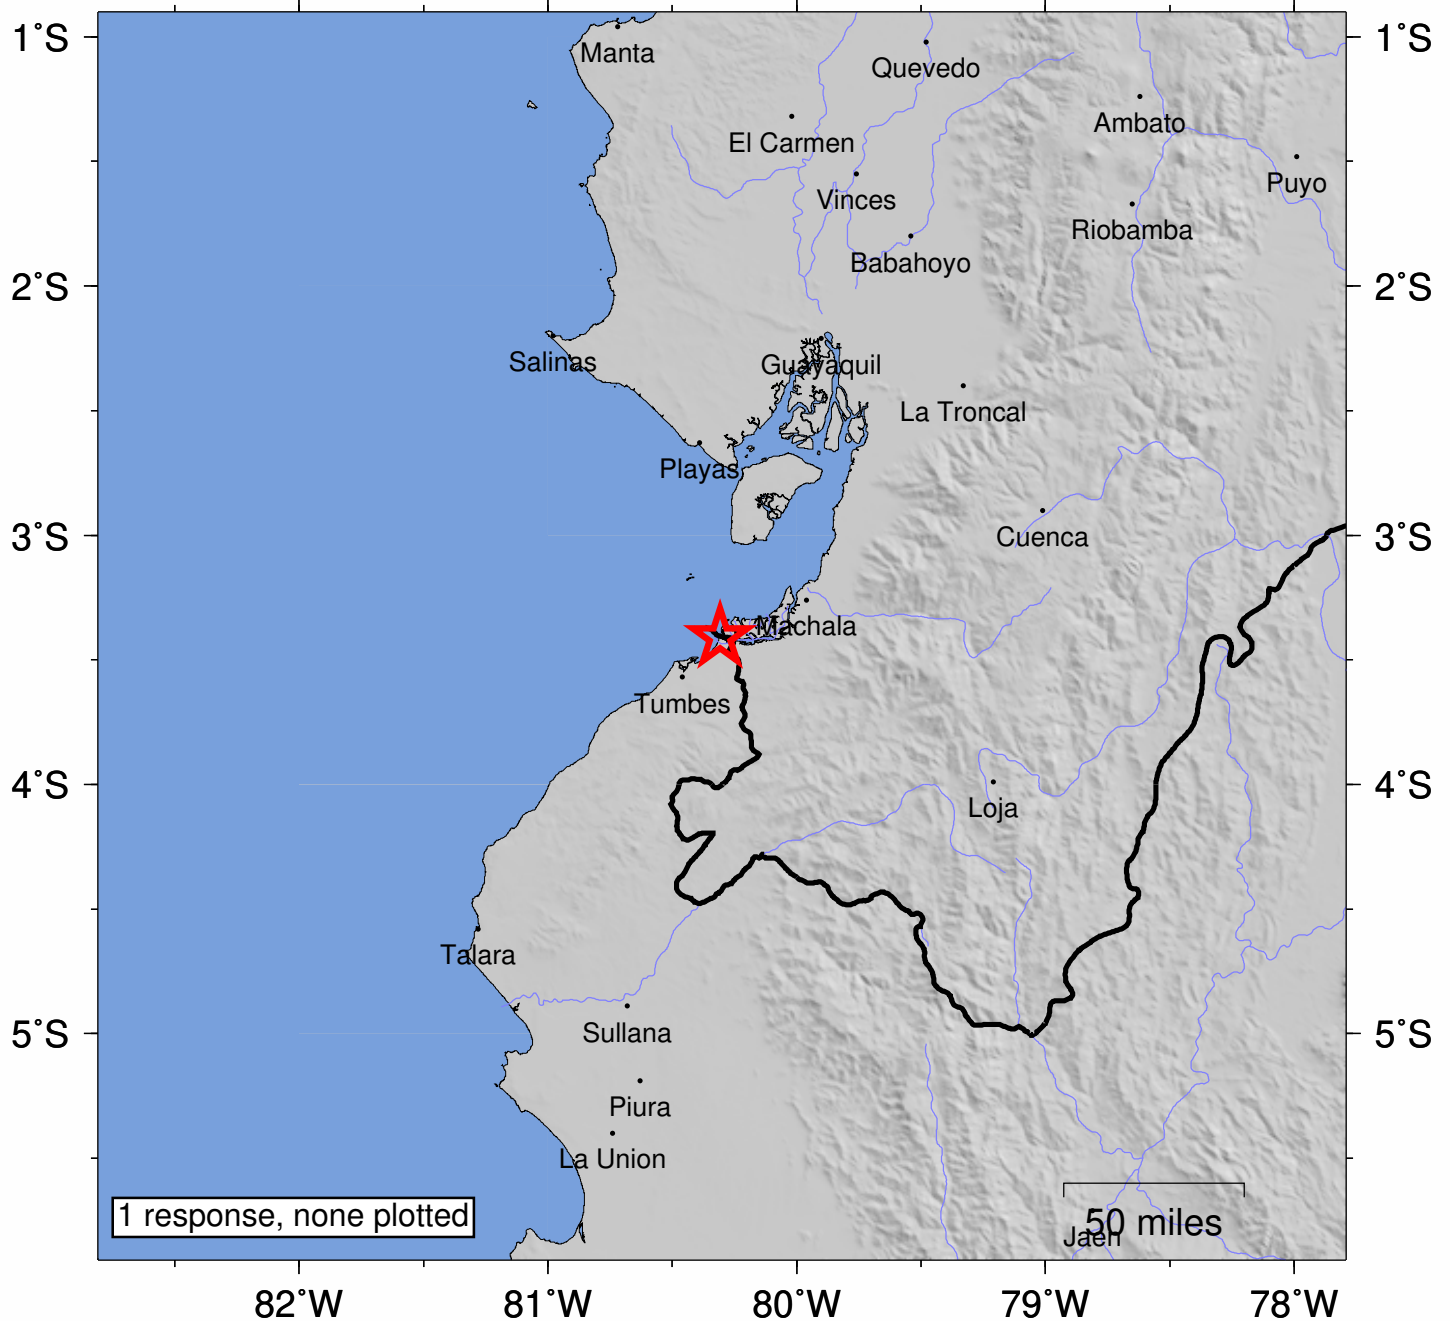 1°S
1°S
Manta
Quevedo
Ambato
El Carmen
Puyo
Vinces
Riobamba
Babahoyo
2°S
2°S
Salinas
Guayaquil
La Troncal
Playas
3°S
3°S
Cuenca
Machala
Tumbes
4°S
4°S
Loja
Talara
5°S
5°S
Sullana
Piura
La Union
1 response, none plotted
50 miles
Jaen
82°W
81°W
80°W
79°W
78°W